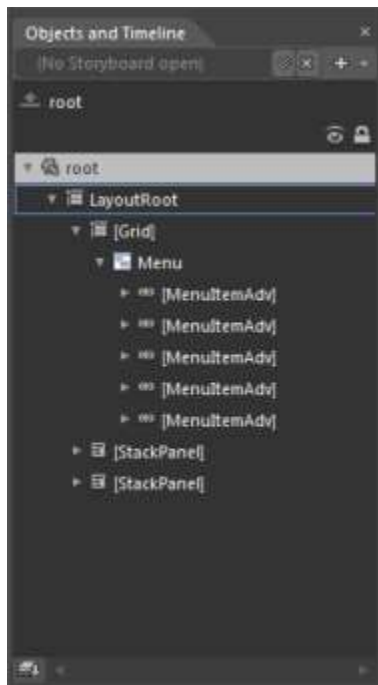 Objects and Timeline
(No Storyboard open)
root
root
LayoutRoot
[Grid]
Menu
[MenuItemAdv]
[MenuItemAdv]
[MenuItemAdv]
[MenuItemAdv]
[MenuItemAdv]
[StackPanel]
[StackPanel]